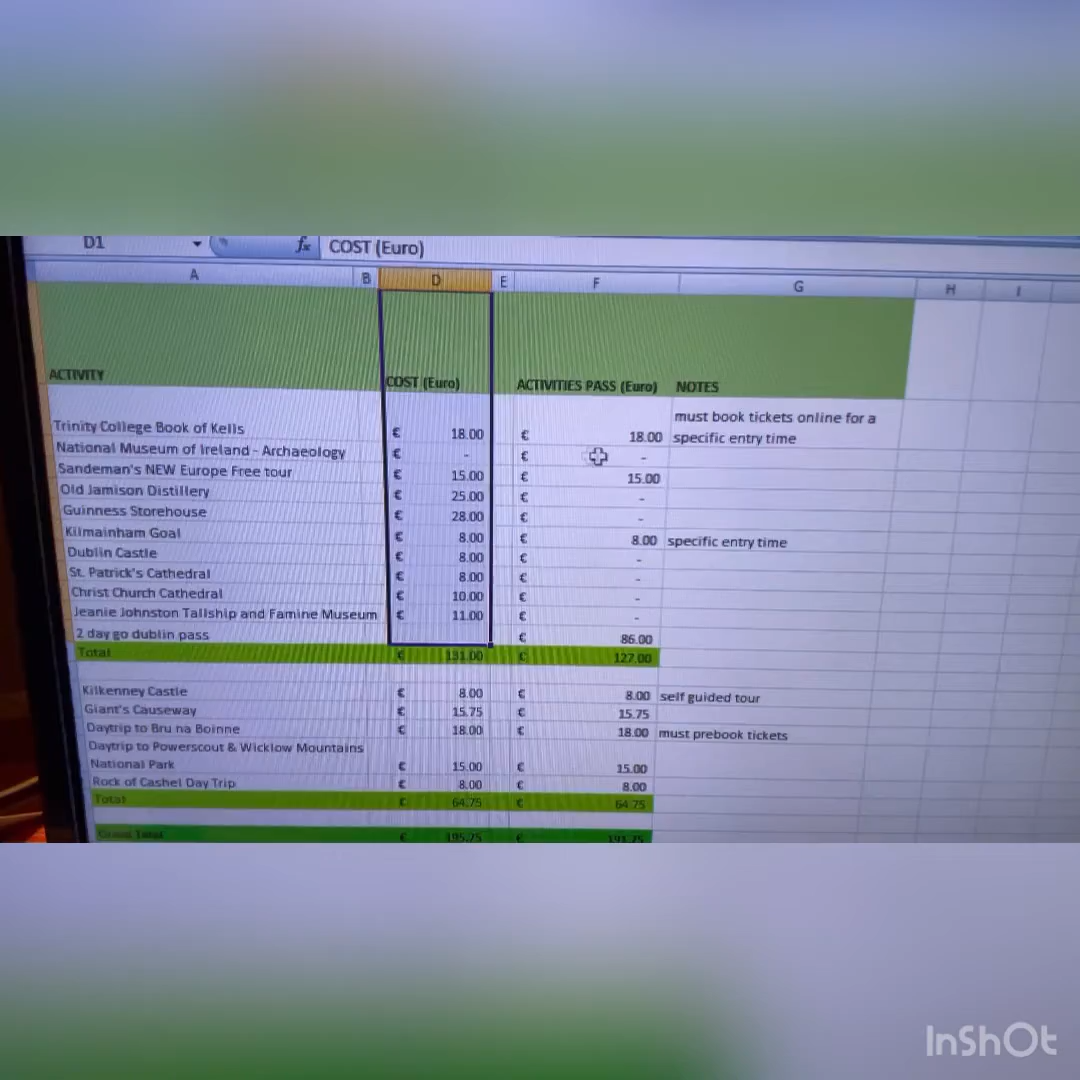 D1 fx COST (Euro)
A B D E F G H I
ACTIVITY COST (Euro) ACTIVITIES PASS (Euro) NOTES
must book tickets online for a
Trinity College Book of Kells € 18.00 € 18.00 specific entry time
National Museum of Ireland - Archaeology € - € -
Sandeman's NEW Europe Free tour € 15.00 € 15.00
Old Jamison Distillery € 25.00 € -
Guinness Storehouse € 28.00 € -
Kilmainham Goal € 8.00 € 8.00 specific entry time
Dublin Castle € 8.00 € -
St. Patrick's Cathedral € 8.00 € -
Christ Church Cathedral € 10.00 € -
Jeanie Johnston Tallship and Famine Museum € 11.00 € -
2 day go dublin pass € 86.00
Total € 131.00 € 127.00
Kilkenney Castle € 8.00 € 8.00 self guided tour
Giant's Causeway € 15.75 € 15.75
Daytrip to Bru na Boinne € 18.00 € 18.00 must prebook tickets
Daytrip to Powerscout & Wicklow Mountains
National Park € 15.00 € 15.00
Rock of Cashel Day Trip € 8.00 € 8.00
Total € 64.75 € 64.75
Grand Total € 195.75 € 191.75
InShOt